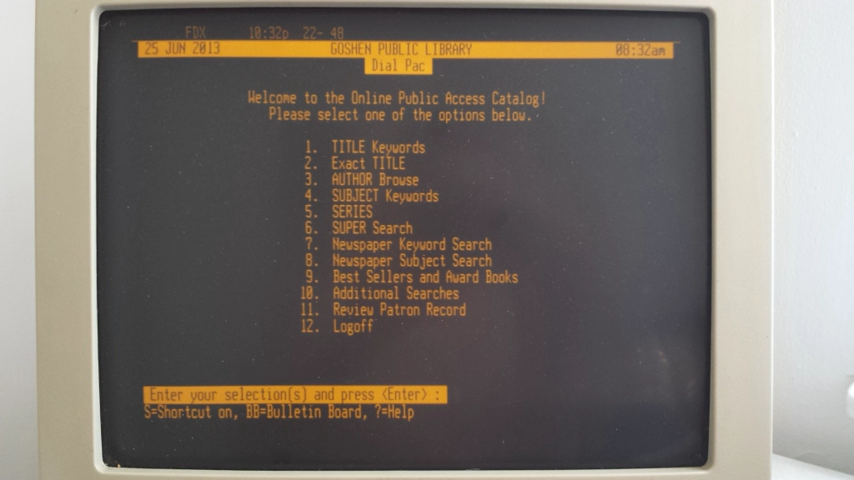 FDX 10:32p 22- 48
25 JUN 2013 GOSHEN PUBLIC LIBRARY 08:32am
Dial Pac
Welcome to the Online Public Access Catalog!
Please select one of the options below.
1. TITLE Keywords
2. Exact TITLE
3. AUTHOR Browse
4. SUBJECT Keywords
5. SERIES
6. SUPER Search
7. Newspaper Keyword Search
8. Newspaper Subject Search
9. Best Sellers and Award Books
10. Additional Searches
11. Review Patron Record
12. Logoff
Enter your selection(s) and press <Enter> :
S=Shortcut on, BB=Bulletin Board, ?=Help